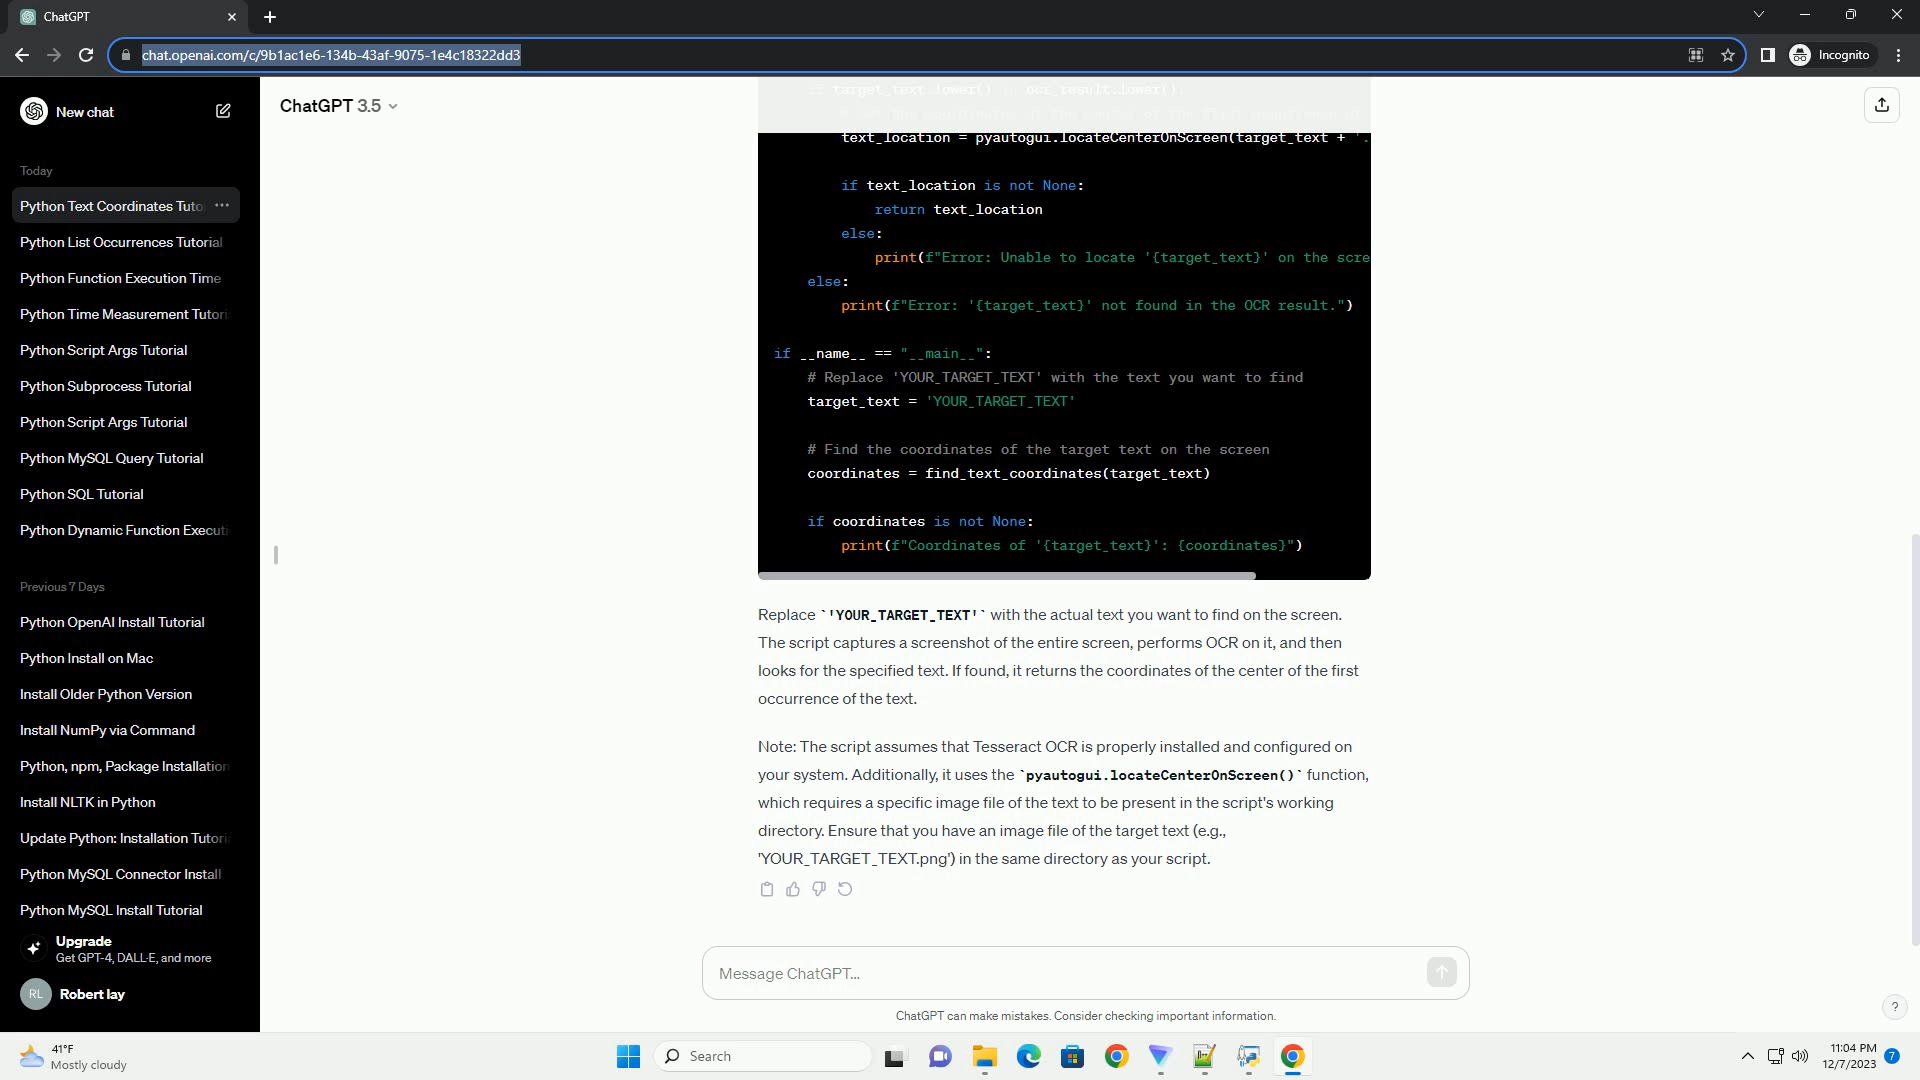 ChatGPT
chat.openai.com/c/9b1ac1e6-134b-43af-9075-1e4c18322dd3
Incognito
New chat
Today
Python Text Coordinates Tuto
Python List Occurrences Tutorial
Python Function Execution Time
Python Time Measurement Tutori
Python Script Args Tutorial
Python Subprocess Tutorial
Python Script Args Tutorial
Python MySQL Query Tutorial
Python SQL Tutorial
Python Dynamic Function Executi
Previous 7 Days
Python OpenAI Install Tutorial
Python Install on Mac
Install Older Python Version
Install NumPy via Command
Python, npm, Package Installation
Install NLTK in Python
Update Python: Installation Tutori
Python MySQL Connector Install
Python MySQL Install Tutorial
Upgrade
Get GPT-4, DALL·E, and more
RL
Robert lay
ChatGPT 3.5
if target_text.lower() in ocr_result.lower():
text_location = pyautogui.locateCenterOnScreen(target_text + '.
if text_location is not None:
return text_location
else:
print(f"Error: Unable to locate '{target_text}' on the scre
else:
print(f"Error: '{target_text}' not found in the OCR result.")
if __name__ == "__main__":
# Replace 'YOUR_TARGET_TEXT' with the text you want to find
target_text = 'YOUR_TARGET_TEXT'
# Find the coordinates of the target text on the screen
coordinates = find_text_coordinates(target_text)
if coordinates is not None:
print(f"Coordinates of '{target_text}': {coordinates}")
Replace `'YOUR_TARGET_TEXT'` with the actual text you want to find on the screen.
The script captures a screenshot of the entire screen, performs OCR on it, and then
looks for the specified text. If found, it returns the coordinates of the center of the first
occurrence of the text.
Note: The script assumes that Tesseract OCR is properly installed and configured on
your system. Additionally, it uses the `pyautogui.locateCenterOnScreen()` function,
which requires a specific image file of the text to be present in the script's working
directory. Ensure that you have an image file of the target text (e.g.,
'YOUR_TARGET_TEXT.png') in the same directory as your script.
Message ChatGPT...
ChatGPT can make mistakes. Consider checking important information.
?
41°F
Mostly cloudy
Search
11:04 PM
12/7/2023
7